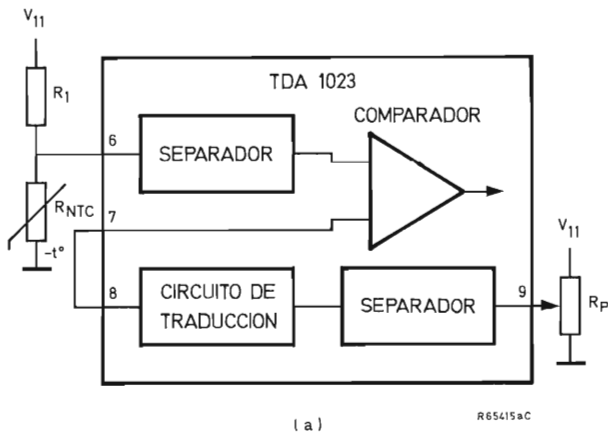 V11
R1
TDA 1023
COMPARADOR
6
SEPARADOR
RNTC
-t°
7
V11
8
CIRCUITO DE
TRADUCCION
SEPARADOR
9
RP
(a)
R65415aC